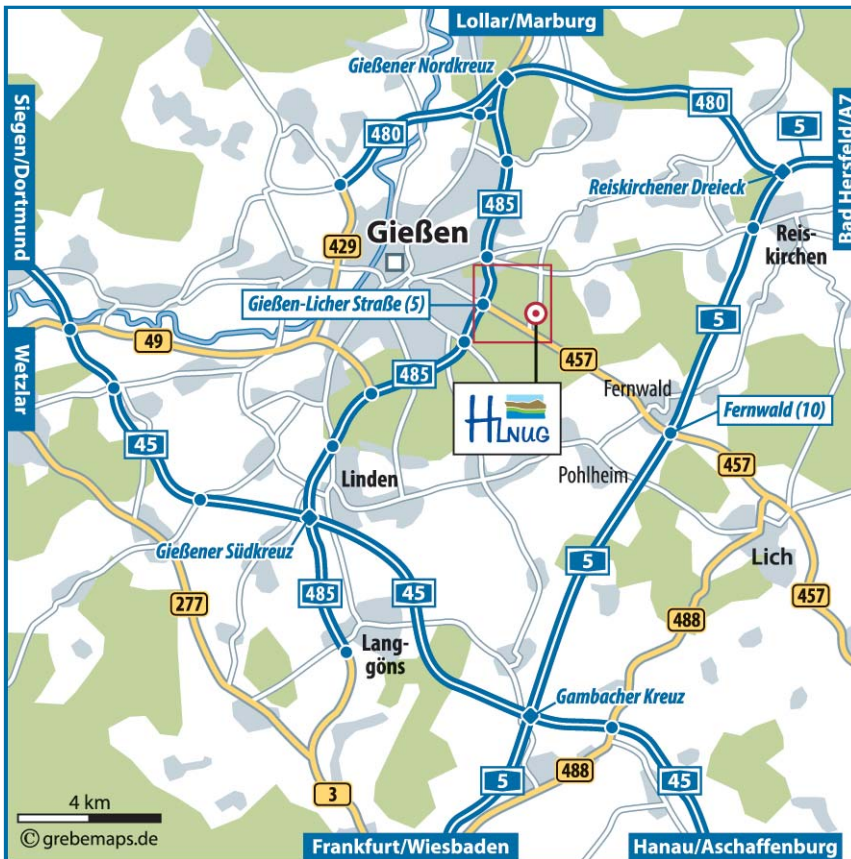 Lollar/Marburg
Gießener Nordkreuz
Siegen/Dortmund
480
480
5
Bad Hersfeld/AZ
Reiskirchener Dreieck
485
429
Gießen
Reis-
kirchen
Gießen-Licher Straße (5)
5
49
Wetzlar
485
457
HLNUG
Fernwald
Fernwald (10)
45
Linden
Pohlheim
457
Gießener Südkreuz
5
Lich
277
485
45
457
488
Lang-
göns
Gambacher Kreuz
4 km
3
5
488
45
© grebemaps.de
Frankfurt/Wiesbaden
Hanau/Aschaffenburg